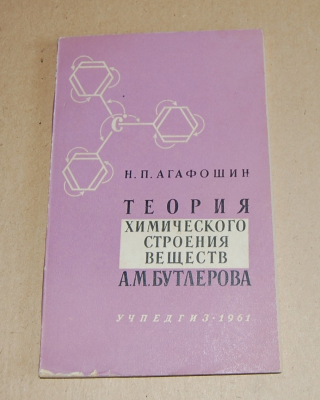 С
Н.П.АГАФОШИН
ТЕОРИЯ
ХИМИЧЕСКОГО
СТРОЕНИЯ
ВЕЩЕСТВ
А.М.БУТЛЕРОВА
УЧПЕДГИЗ-1961